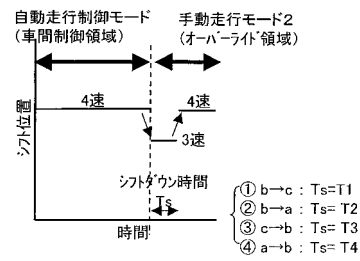 自動走行制御モード
(車間制御領域)
手動走行モード2
(オーバーライド領域)
4速
4速
3速
シフト位置
シフトダウン時間
Ts
時間
① b→c : Ts=T1
② b→a : Ts= T2
③ c→b : Ts= T3
④ a→b : Ts= T4